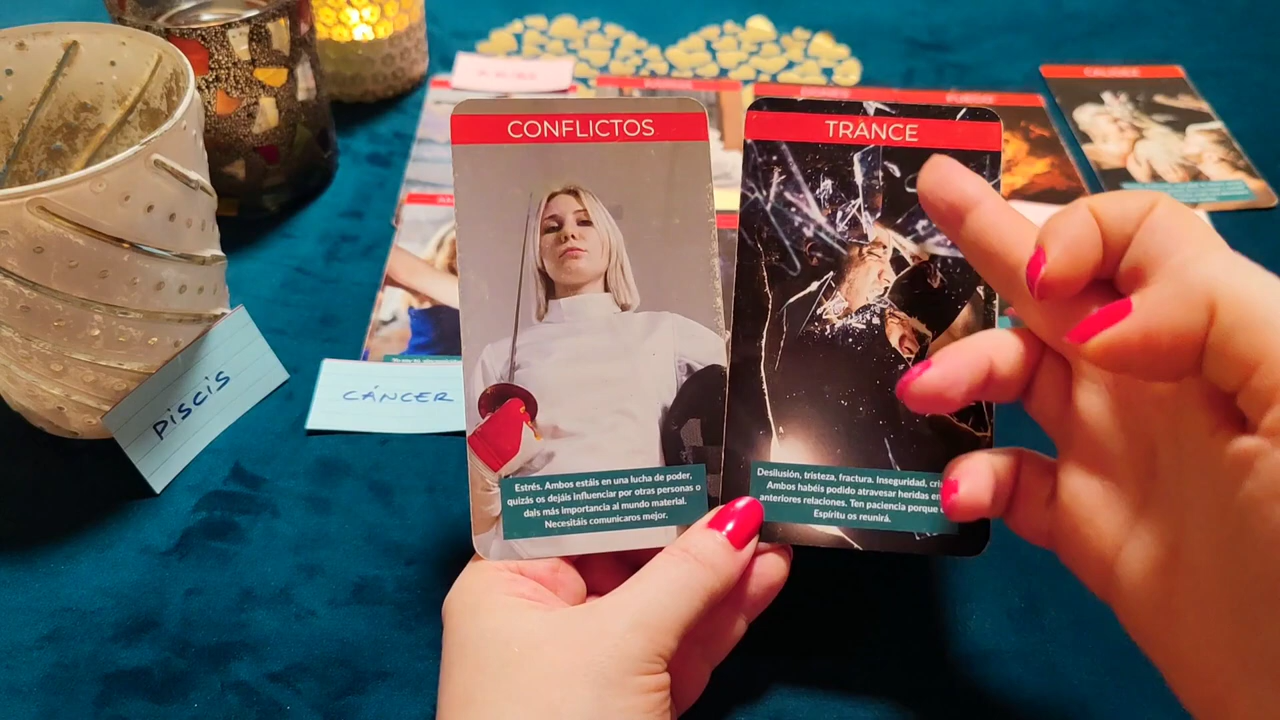 CONFLICTOS
TRANCE
PISCIS
CÁNCER
Estrés. Ambos estáis en una lucha de poder,
quizás os dejáis influenciar por otras personas o
dais más importancia al mundo material.
Necesitáis comunicaros mejor.
Desilusión, tristeza, fractura. Inseguridad,
Ambos habéis podido atravesar heridas
anteriores relaciones. Ten paciencia porque
Espíritu os reunirá.